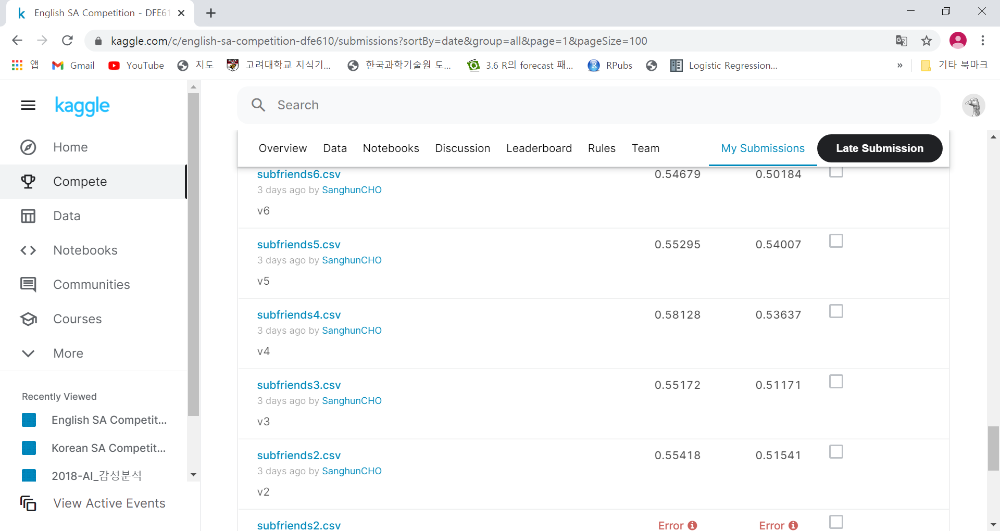 English SA Competition - DFE61
kaggle.com/c/english-sa-competition-dfe610/submissions?sortBy=date&group=all&page=1&pageSize=100
앱 Gmail YouTube 지도 고려대학교 지식기... 한국과학기술원 도... 3.6 R의 forecast 패... RPubs Logistic Regression... » 기타 북마크
kaggle
Search
Home
Compete
Data
Notebooks
Communities
Courses
More
Recently Viewed
English SA Competit...
Korean SA Competit...
2018-AI_감성분석
View Active Events
Overview Data Notebooks Discussion Leaderboard Rules Team My Submissions Late Submission
subfriends6.csv 0.54679 0.50184
3 days ago by SanghunCHO
v6
subfriends5.csv 0.55295 0.54007
3 days ago by SanghunCHO
v5
subfriends4.csv 0.58128 0.53637
3 days ago by SanghunCHO
v4
subfriends3.csv 0.55172 0.51171
3 days ago by SanghunCHO
v3
subfriends2.csv 0.55418 0.51541
3 days ago by SanghunCHO
v2
subfriends2.csv Error Error